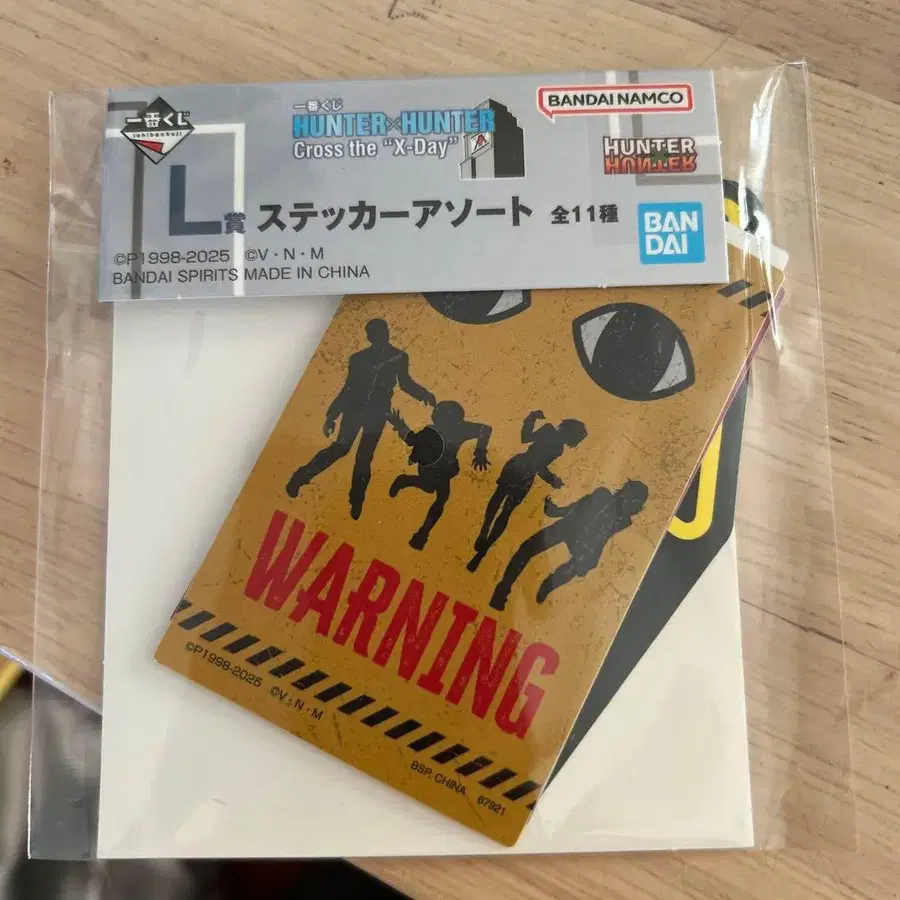 一番くじ
ichibankuji
一番くじ
HUNTER×HUNTER
Cross the "X-Day"
BANDAI NAMCO
HUNTER×HUNTER
L賞 ステッカーアソート 全11種
BANDAI
©P1998-2025 ©V・N・M
BANDAI SPIRITS MADE IN CHINA
WARNING
©P1998-2025 ©V・N・M
BSP, CHINA 67921